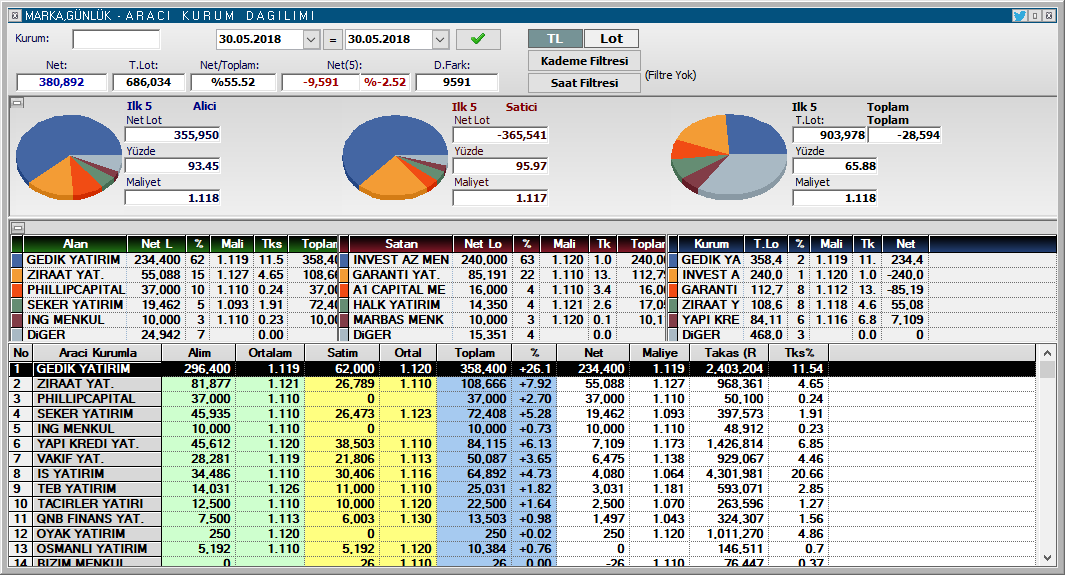 MARKA,GÜNLÜK - ARACI KURUM DAGILIMI
Kurum: 30.05.2018 = 30.05.2018 TL Lot
Kademe Filtresi
Saat Filtresi (Filtre Yok)
Net: T.Lot: Net/Toplam: Net(5): D.Fark:
380,892 686,034 %55.52 -9,591 %-2.52 9591
Ilk 5 Alici
Net Lot
355,950
Yüzde
93.45
Maliyet
1.118
Ilk 5 Satici
Net Lot
-365,541
Yüzde
95.97
Maliyet
1.117
Ilk 5 Toplam
T.Lot: Toplam
903,978 -28,594
Yüzde
65.88
Maliyet
1.118
Alan Net L % Mali Tks Toplam
GEDIK YATIRIM 234,400 62 1.119 11.5 358,4
ZIRAAT YAT. 55,088 15 1.127 4.65 108,6
PHILLIPCAPITAL 37,000 10 1.110 0.24 37,0
SEKER YATIRIM 19,462 5 1.093 1.91 72,4
ING MENKUL 10,000 3 1.110 0.23 10,0
DiGER 24,942 7 0.00
Satan Net Lo % Mali Tk Toplar
INVEST AZ MEN 240,000 63 1.120 1.0 240,0
GARANTI YAT. 85,191 22 1.110 13. 112,7
A1 CAPITAL ME 16,000 4 1.110 3.4 16,0
HALK YATIRIM 14,350 4 1.121 2.6 17,0
MARBAS MENK 10,000 3 1.120 0.1 10,1
DiGER 15,351 4 0.0
Kurum T.Lo % Mali Tk Net
GEDIK YA 358,4 2 1.119 11. 234,4
INVEST A 240,0 1 1.120 1.0 -240,0
GARANTI 112,7 8 1.112 13. -85,19
ZIRAAT Y 108,6 8 1.118 4.6 55,08
YAPI KRE 84,11 6 1.116 6.8 7,109
DiGER 468,0 3 0.0 0
No Araci Kurumla Alim Ortalam Satim Ortal Toplam % Net Maliye Takas (R Tks%
1 GEDIK YATIRIM 296,400 1.119 62,000 1.120 358,400 +26.1 234,400 1.119 2,403,204 11.54
2 ZIRAAT YAT. 81,877 1.121 26,789 1.110 108,666 +7.92 55,088 1.127 968,361 4.65
3 PHILLIPCAPITAL 37,000 1.110 0 37,000 +2.70 37,000 1.110 50,100 0.24
4 SEKER YATIRIM 45,935 1.110 26,473 1.123 72,408 +5.28 19,462 1.093 397,573 1.91
5 ING MENKUL 10,000 1.110 0 10,000 +0.73 10,000 1.110 48,912 0.23
6 YAPI KREDI YAT. 45,612 1.120 38,503 1.110 84,115 +6.13 7,109 1.173 1,426,814 6.85
7 VAKIF YAT. 28,281 1.119 21,806 1.113 50,087 +3.65 6,475 1.138 929,067 4.46
8 IS YATIRIM 34,486 1.110 30,406 1.116 64,892 +4.73 4,080 1.064 4,301,981 20.66
9 TEB YATIRIM 14,031 1.126 11,000 1.110 25,031 +1.82 3,031 1.181 593,071 2.85
10 TACIRLER YATIRI 12,500 1.110 10,000 1.120 22,500 +1.64 2,500 1.070 263,596 1.27
11 QNB FINANS YAT. 7,500 1.113 6,003 1.130 13,503 +0.98 1,497 1.043 324,307 1.56
12 OYAK YATIRIM 250 1.120 0 250 +0.02 250 1.120 1,011,270 4.86
13 OSMANLI YATIRIM 5,192 1.110 5,192 1.120 10,384 +0.76 0 146,511 0.7
14 BIZIM MENKUL 0 26 1.110 26 0.00 -26 1.110 76,447 0.37